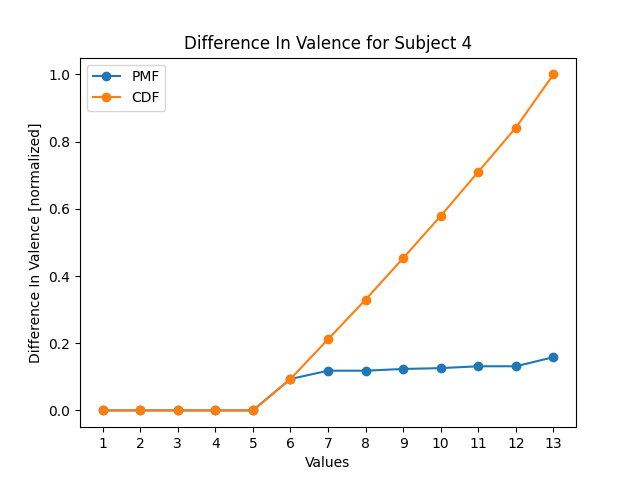 Difference In Valence for Subject 4
PMF
CDF
Difference In Valence [normalized]
1.0
0.8
0.6
0.4
0.2
0.0
1 2 3 4 5 6 7 8 9 10 11 12 13
Values